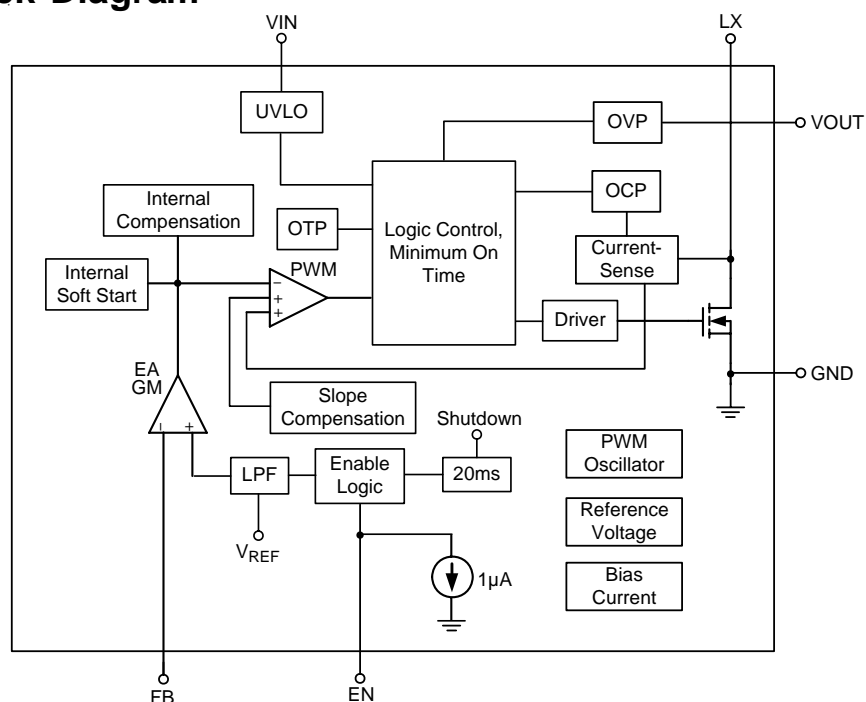 Diagram
VIN
LX
UVLO
OVP
VOUT
Internal
Compensation
OTP
Logic Control,
Minimum On
Time
OCP
Internal
Soft Start
PWM
Current-
Sense
−
+
+
Driver
EA
GM
GND
Slope
Compensation
Shutdown
− +
LPF
Enable
Logic
20ms
PWM
Oscillator
VREF
Reference
Voltage
1µA
Bias
Current
FB
EN